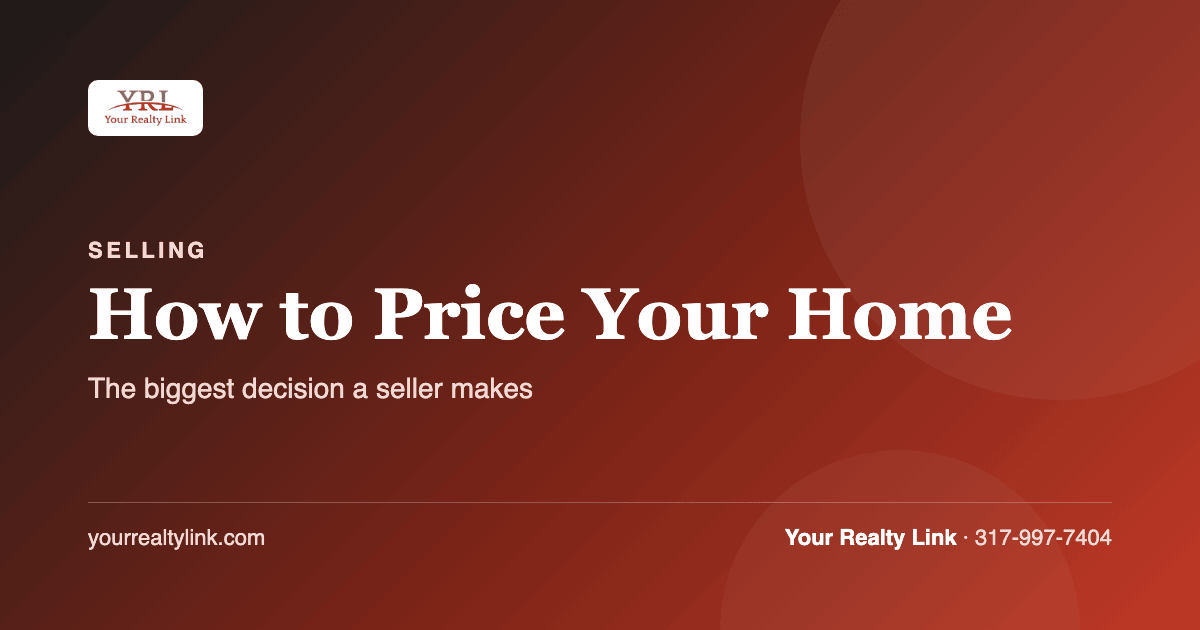 YRL
Your Realty Link
SELLING
How to Price Your Home
The biggest decision a seller makes
yourrealtylink.com
Your Realty Link · 317-997-7404